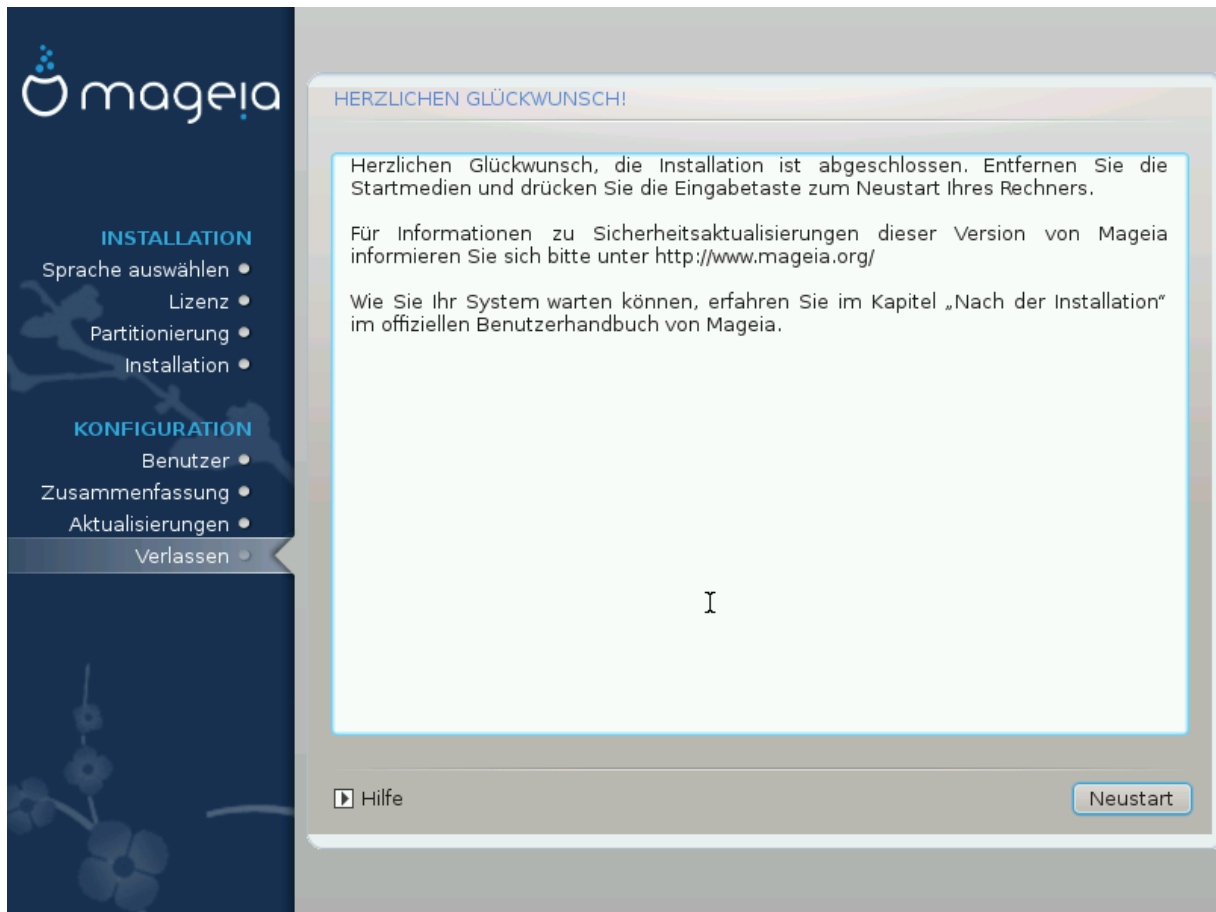 mageia
INSTALLATION
Sprache auswählen
Lizenz
Partitionierung
Installation
KONFIGURATION
Benutzer
Zusammenfassung
Aktualisierungen
Verlassen
HERZLICHEN GLÜCKWUNSCH!
Herzlichen Glückwunsch, die Installation ist abgeschlossen. Entfernen Sie die
Startmedien und drücken Sie die Eingabetaste zum Neustart Ihres Rechners.
Für Informationen zu Sicherheitsaktualisierungen dieser Version von Mageia
informieren Sie sich bitte unter http://www.mageia.org/
Wie Sie Ihr System warten können, erfahren Sie im Kapitel „Nach der Installation“
im offiziellen Benutzerhandbuch von Mageia.
Hilfe
Neustart